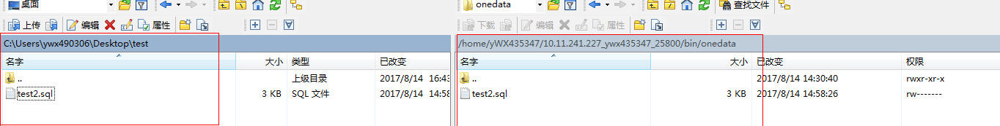 桌面
onedata
查找文件
上传
编辑
属性
下载
编辑
属性
C:\Users\ywx490306\Desktop\test
/home/yWX435347/10.11.241.227_ywx435347_25800/bin/onedata
名字 大小 类型 已改变
名字 大小 已改变 权限
.. 上级目录 2017/8/14 16:43
.. 2017/8/14 14:30:40 rwxr-xr-x
test2.sql 3 KB SQL 文件 2017/8/14 14:58
test2.sql 3 KB 2017/8/14 14:58:26 rw-------